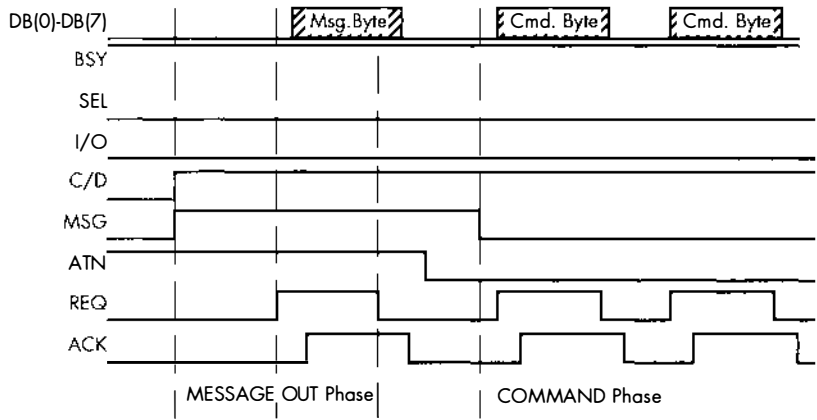 DB(0)-DB(7) Msg.Byte Cmd. Byte Cmd. Byte
BSY
SEL
I/O
C/D
MSG
ATN
REQ
ACK
MESSAGE OUT Phase COMMAND Phase